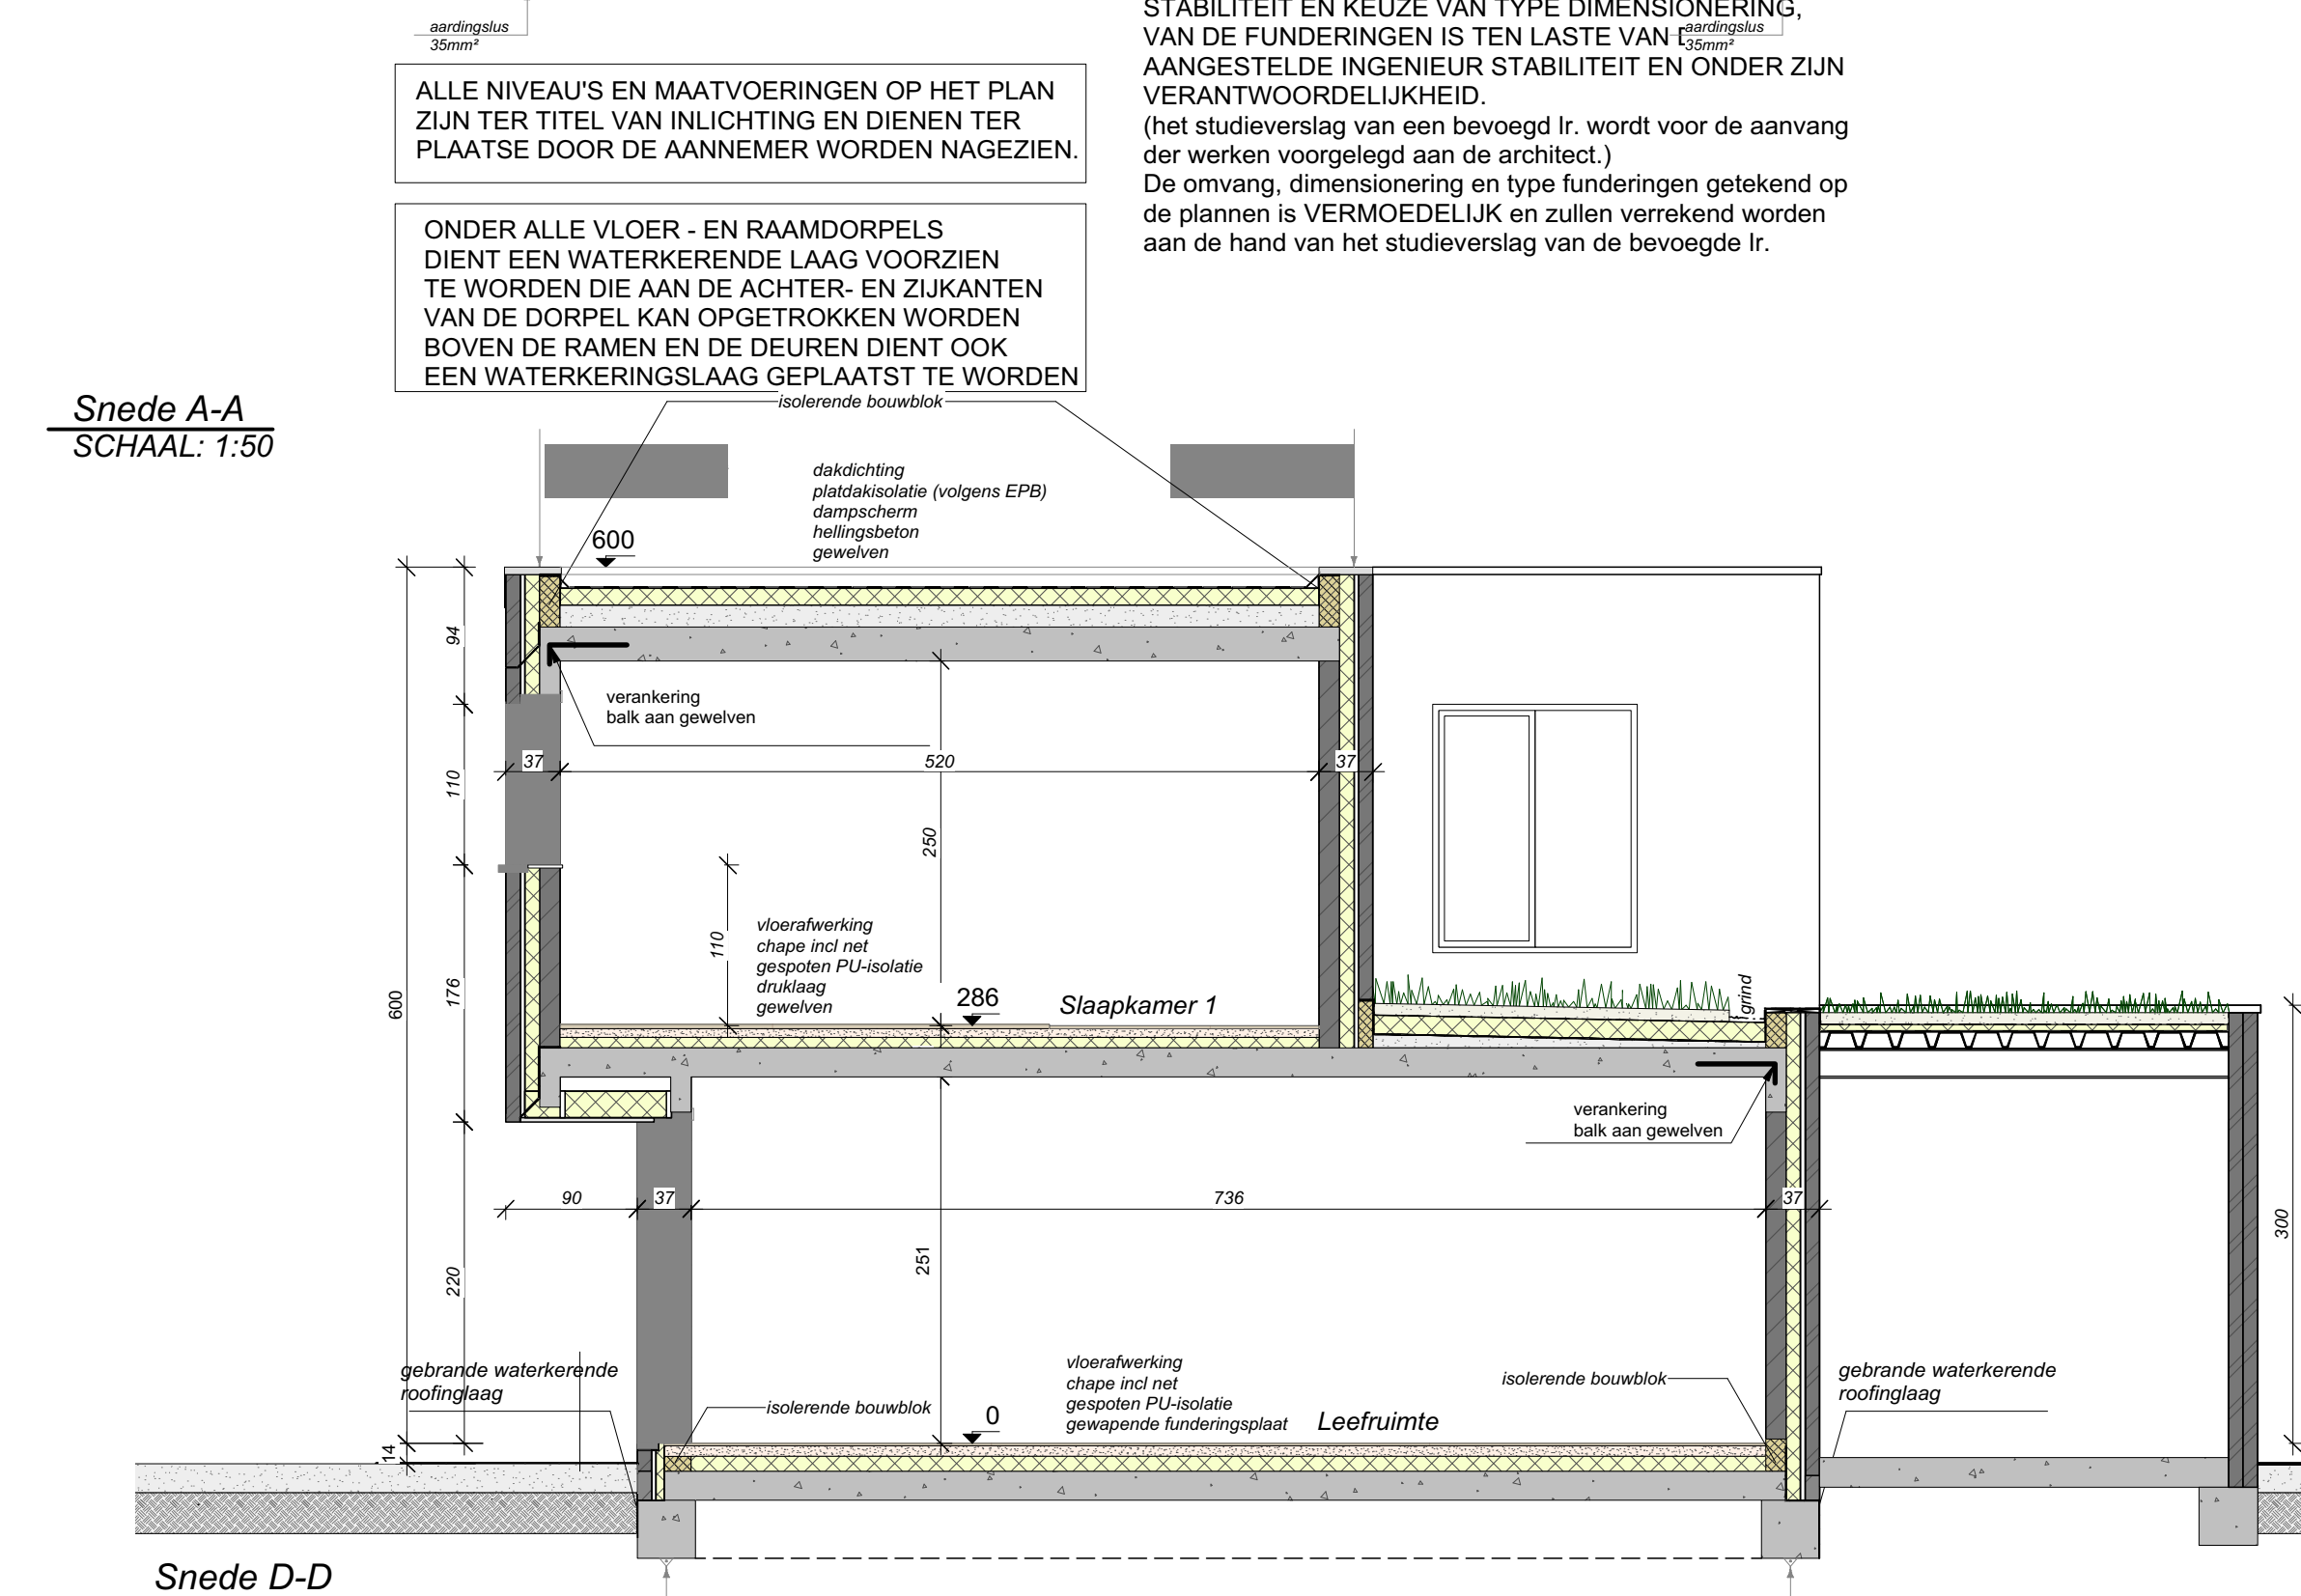 aardingslus
35mm²
STABILITEIT EN KEUZE VAN TYPE DIMENSIONERING,
VAN DE FUNDERINGEN IS TEN LASTE VAN
aardingslus
35mm²
AANGESTELDE INGENIEUR STABILITEIT EN ONDER ZIJN
VERANTWOORDELIJKHEID.
(het studieverslag van een bevoegd Ir. wordt voor de aanvang
der werken voorgelegd aan de architect.)
De omvang, dimensionering en type funderingen getekend op
de plannen is VERMOEDELIJK en zullen verrekend worden
aan de hand van het studieverslag van de bevoegde Ir.
ALLE NIVEAU'S EN MAATVOERINGEN OP HET PLAN
ZIJN TER TITEL VAN INLICHTING EN DIENEN TER
PLAATSE DOOR DE AANNEMER WORDEN NAGEZIEN.
ONDER ALLE VLOER - EN RAAMDORPELS
DIENT EEN WATERKERENDE LAAG VOORZIEN
TE WORDEN DIE AAN DE ACHTER- EN ZIJKANTEN
VAN DE DORPEL KAN OPGETROKKEN WORDEN
BOVEN DE RAMEN EN DE DEUREN DIENT OOK
EEN WATERKERINGSLAAG GEPLAATST TE WORDEN
Snede A-A
SCHAAL: 1:50
isolerende bouwblok
dakdichting
platdakisolatie (volgens EPB)
dampscherm
hellingsbeton
gewelven
600
94
verankering
balk aan gewelven
37
520
37
110
250
110
vloerafwerking
chape incl net
gespoten PU-isolatie
druklaag
gewelven
286
Slaapkamer 1
grind
176
600
verankering
balk aan gewelven
90
37
736
37
220
251
300
gebrande waterkerende
roofinglaag
isolerende bouwblok
vloerafwerking
chape incl net
gespoten PU-isolatie
gewapende funderingsplaat
0
Leefruimte
isolerende bouwblok
gebrande waterkerende
roofinglaag
14
Snede D-D